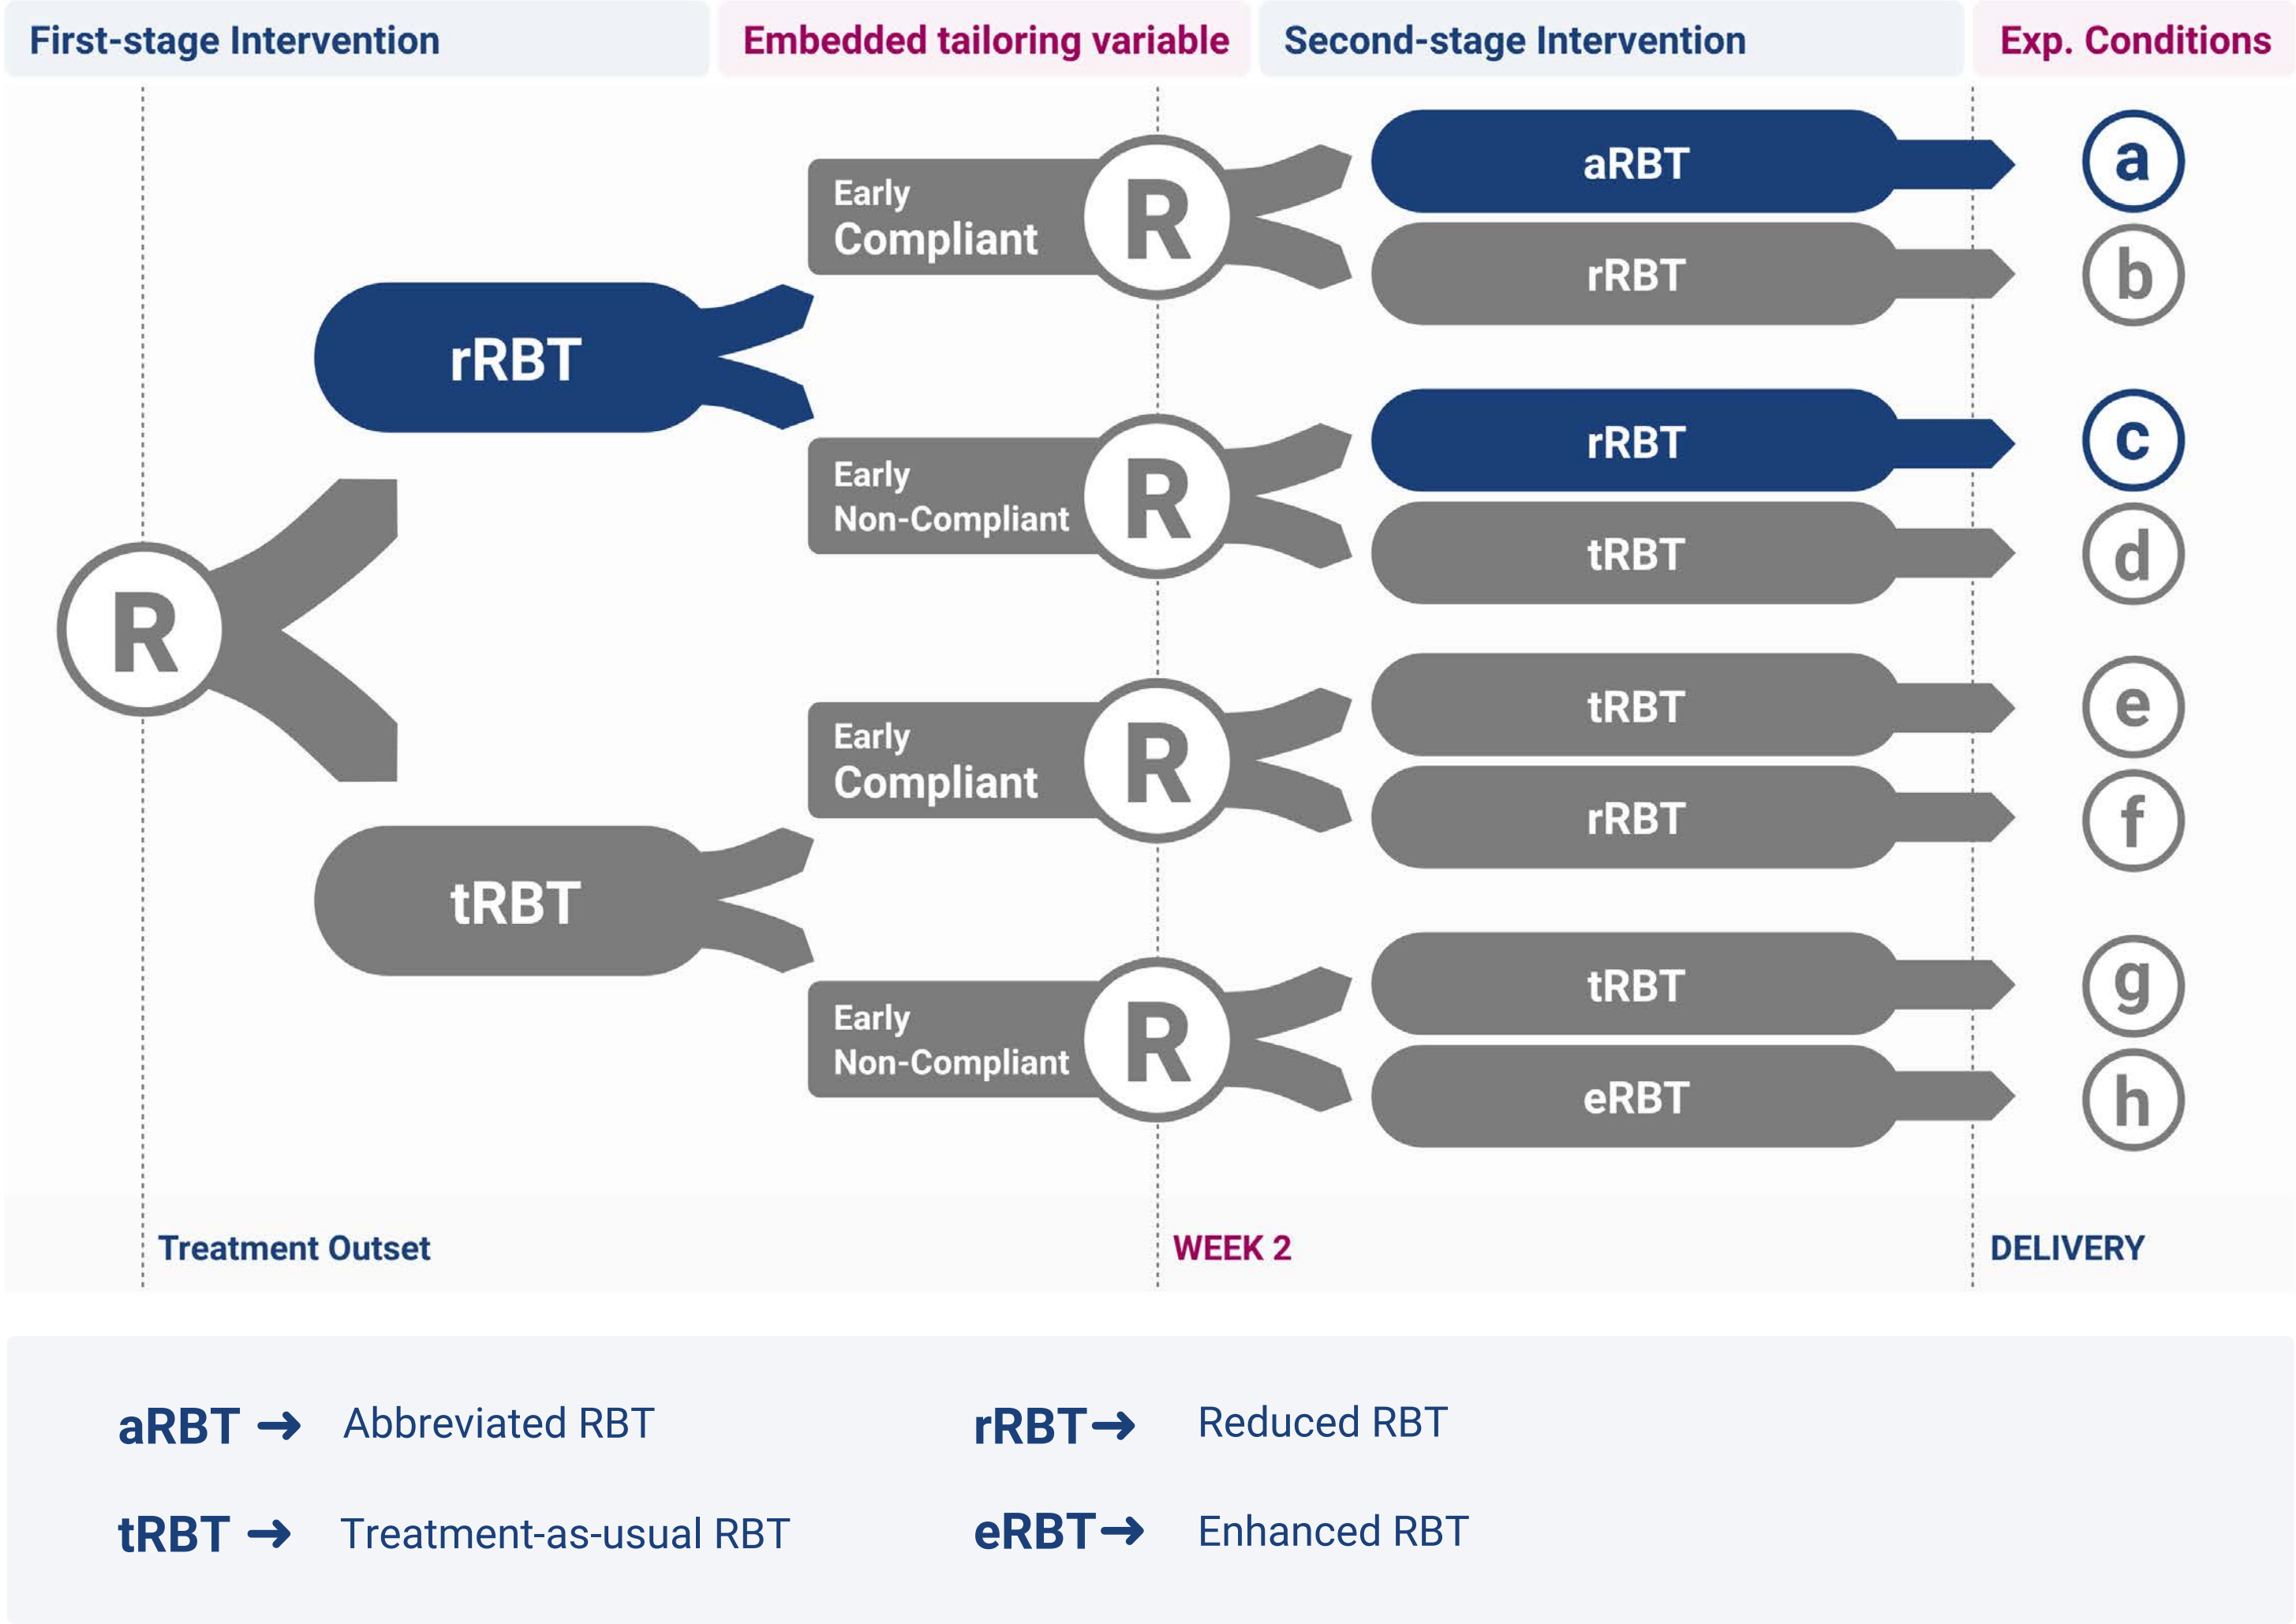 First-stage Intervention
Embedded tailoring variable
Second-stage Intervention
Exp. Conditions
R
rRBT
Early
Compliant
R
aRBT
a
rRBT
b
Early
Non-Compliant
R
rRBT
c
tRBT
d
tRBT
Early
Compliant
R
tRBT
e
rRBT
f
Early
Non-Compliant
R
tRBT
g
eRBT
h
Treatment Outset
WEEK 2
DELIVERY
aRBT → Abbreviated RBT
rRBT → Reduced RBT
tRBT → Treatment-as-usual RBT
eRBT → Enhanced RBT